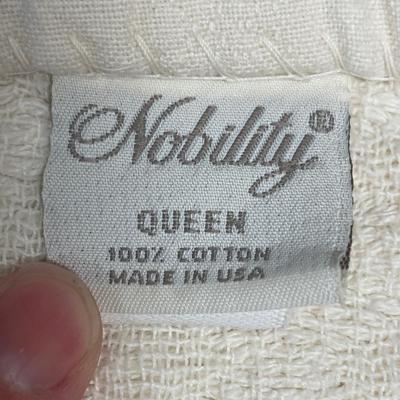 Nobility®
QUEEN
100% COTTON
MADE IN USA